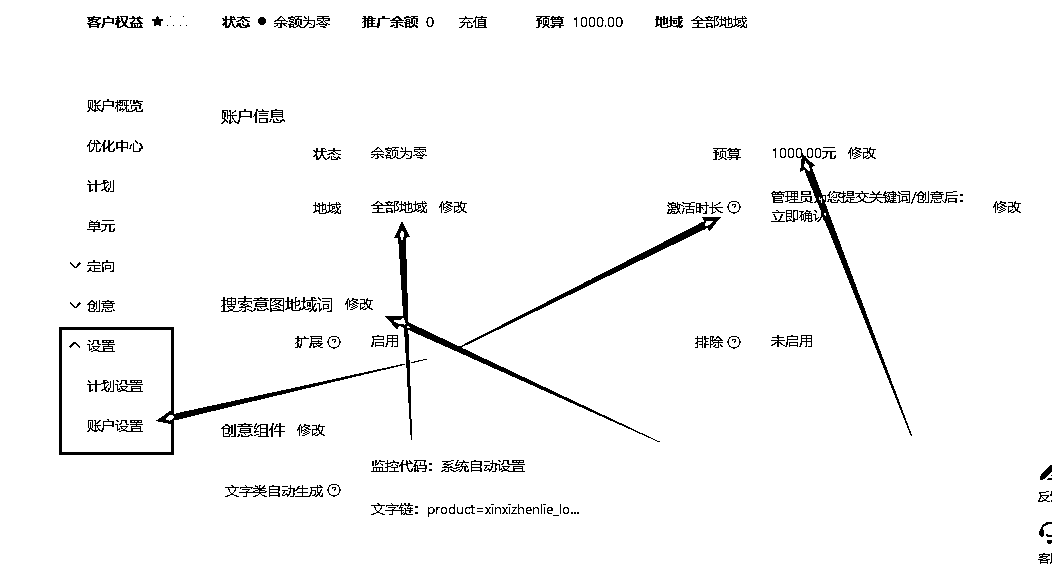 客户权益 ★ 状态 ● 余额为零 推广余额 0 充值 预算 1000.00 地域 全部地域
账户概览
优化中心
计划
单元
定向
创意
设置
计划设置
账户设置
账户信息
状态 余额为零 预算 1000.00元 修改
地域 全部地域 修改 激活时长 ? 管理员为您提交关键词/创意后：
立即确认 修改
搜索意图地域词 修改
扩展 ? 启用 排除 ? 未启用
创意组件 修改
文字类自动生成 ? 监控代码：系统自动设置
文字链：product=xinxizhenlie_lo...